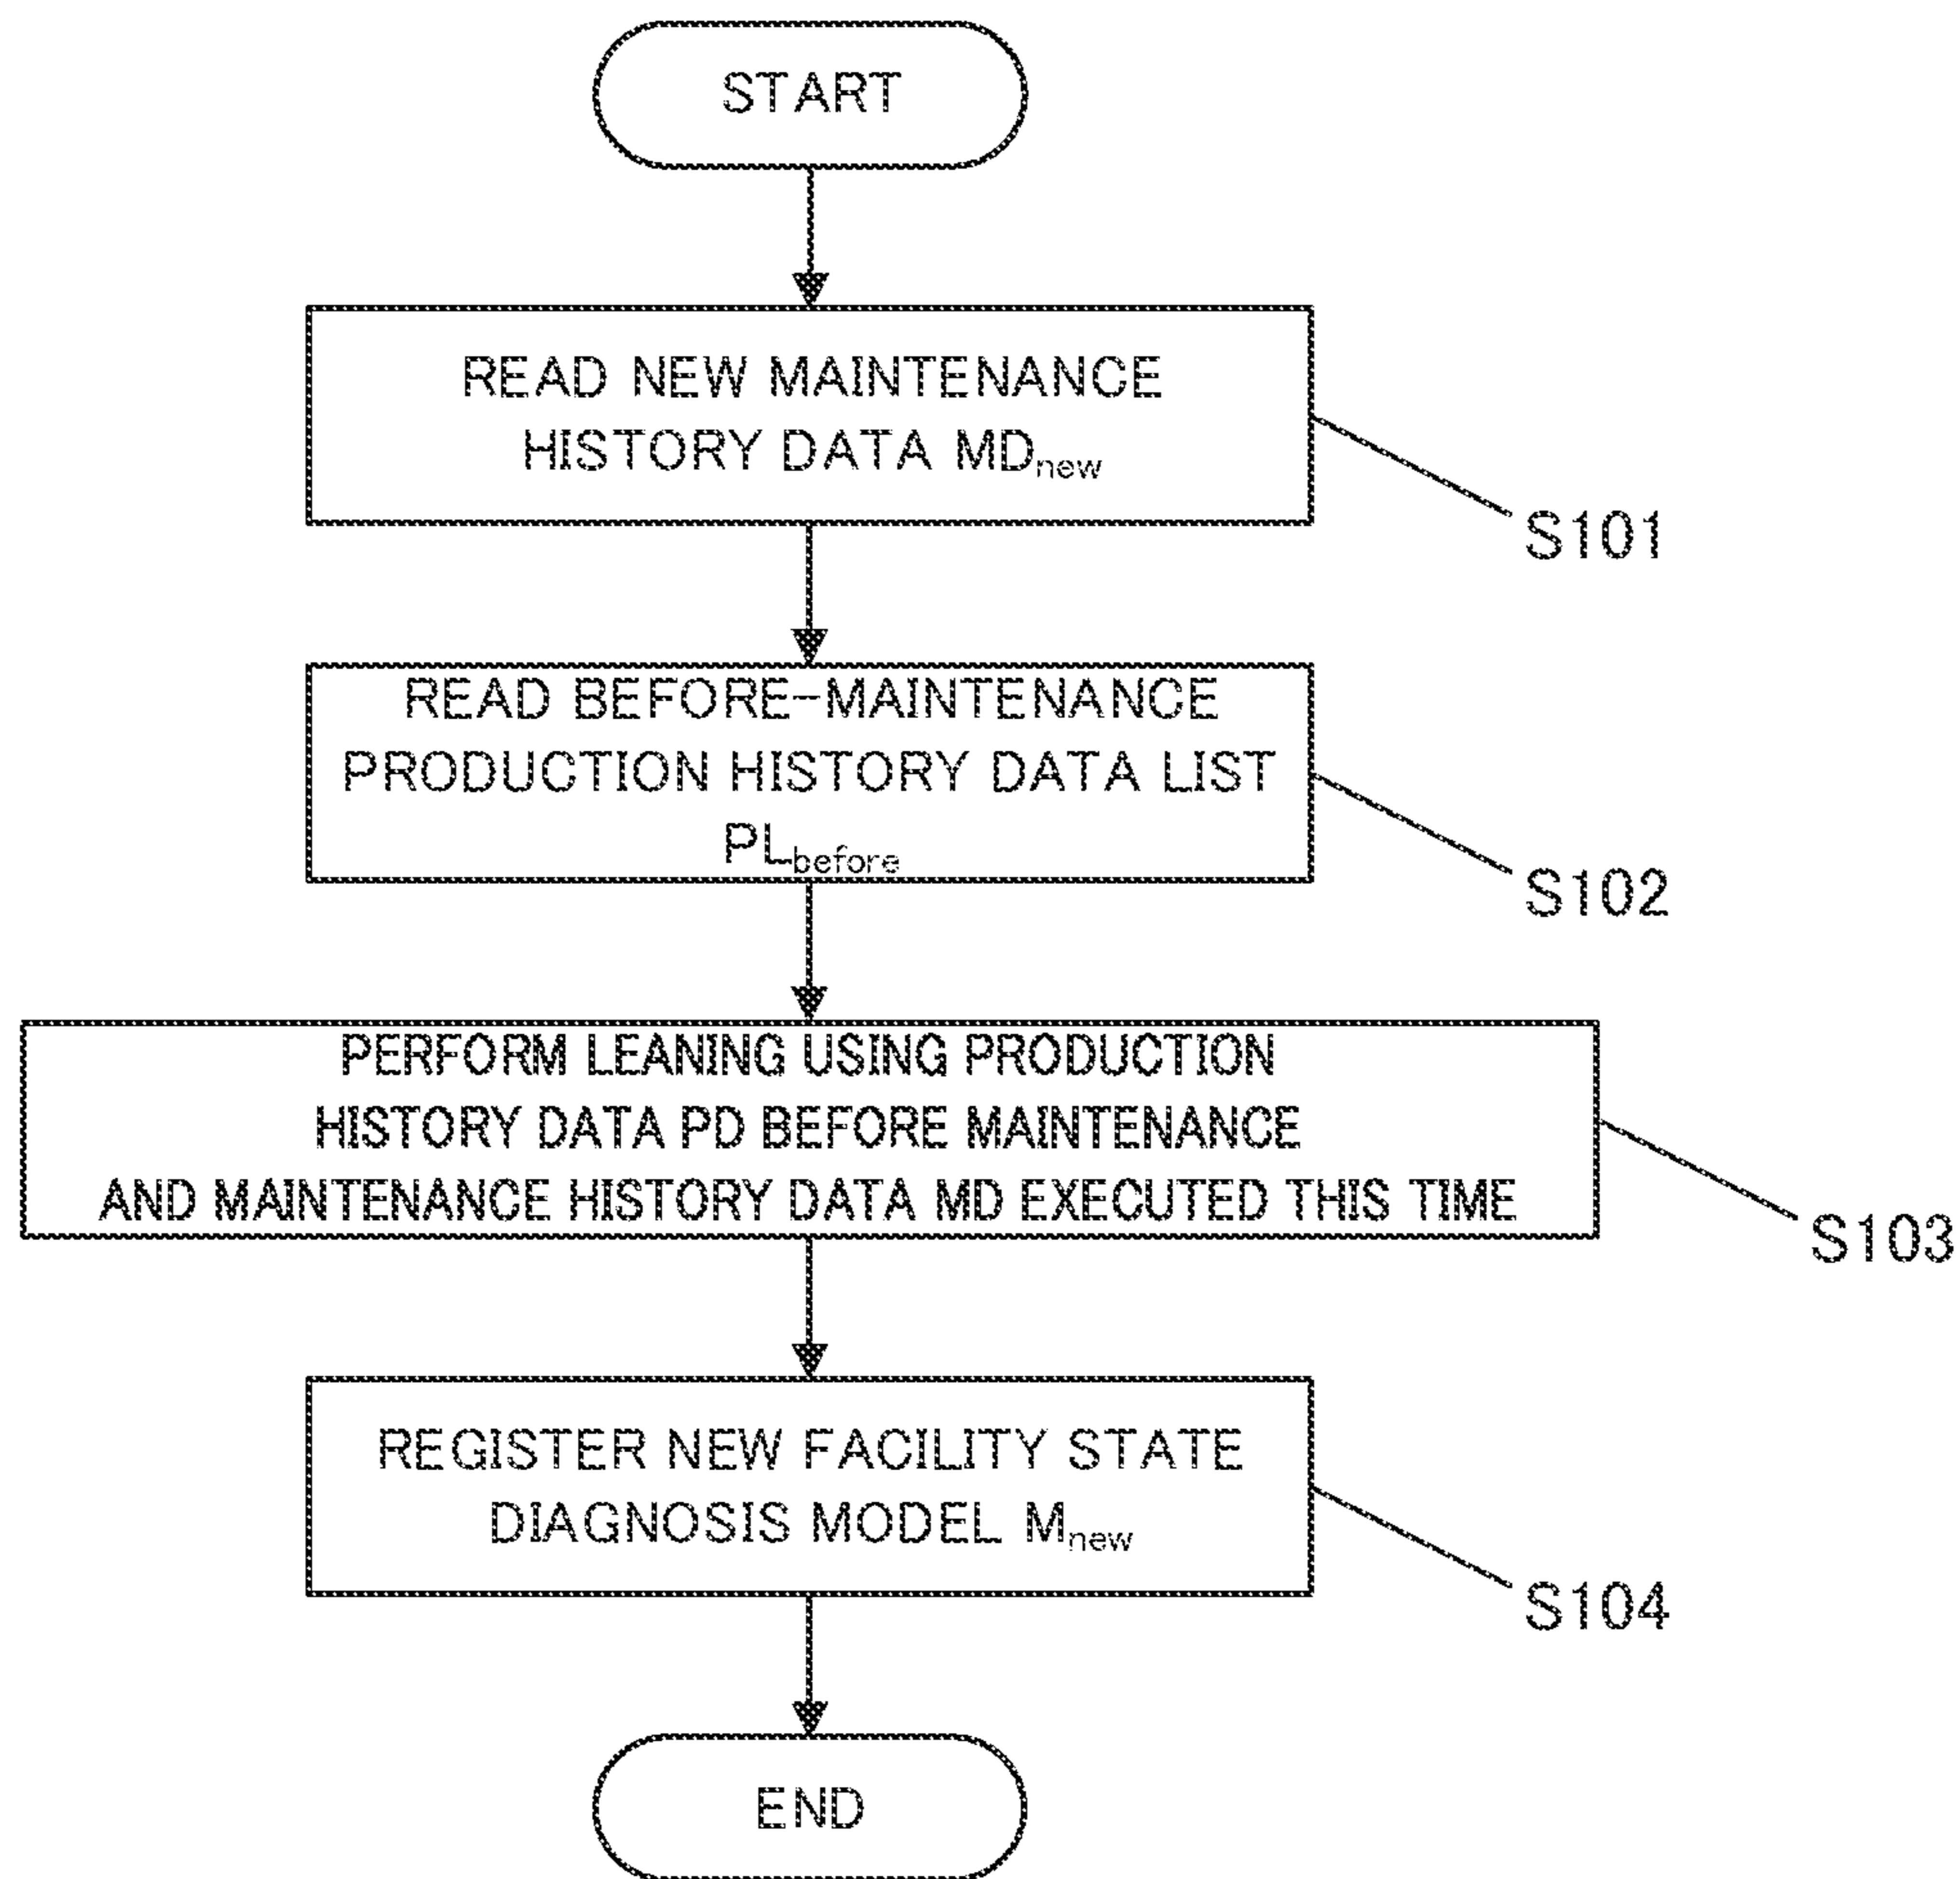 START
READ NEW MAINTENANCE
HISTORY DATA MDnew
S101
READ BEFORE-MAINTENANCE
PRODUCTION HISTORY DATA LIST
PLbefore
S102
PERFORM LEANING USING PRODUCTION
HISTORY DATA PD BEFORE MAINTENANCE
AND MAINTENANCE HISTORY DATA MD EXECUTED THIS TIME
S103
REGISTER NEW FACILITY STATE
DIAGNOSIS MODEL Mnew
S104
END